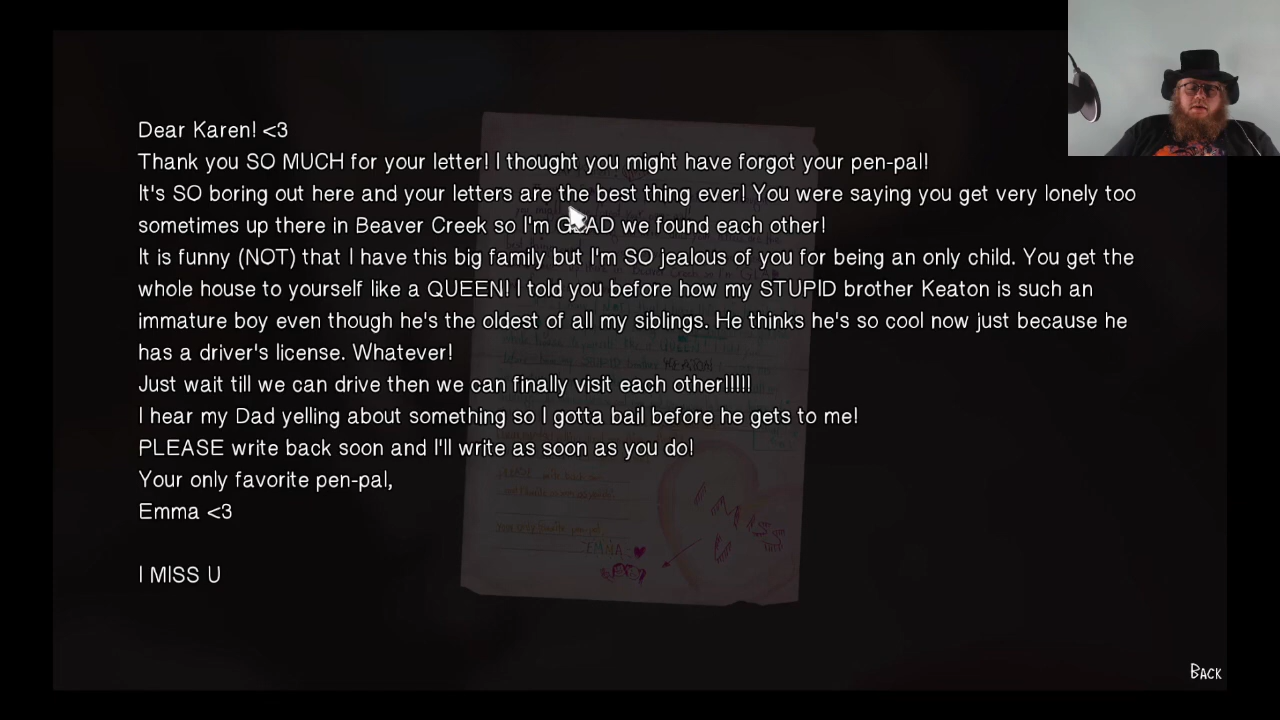 Dear Karen! <3
Thank you SO MUCH for your letter! I thought you might have forgot your pen-pal!
It's SO boring out here and your letters are the best thing ever! You were saying you get very lonely too
sometimes up there in Beaver Creek so I'm GLAD we found each other!
It is funny (NOT) that I have this big family but I'm SO jealous of you for being an only child. You get the
whole house to yourself like a QUEEN! I told you before how my STUPID brother Keaton is such an
immature boy even though he's the oldest of all my siblings. He thinks he's so cool now just because he
has a driver's license. Whatever!
Just wait till we can drive then we can finally visit each other!!!!!
I hear my Dad yelling about something so I gotta bail before he gets to me!
PLEASE write back soon and I'll write as soon as you do!
Your only favorite pen-pal,
Emma <3
I MISS U
EMMA
BACK